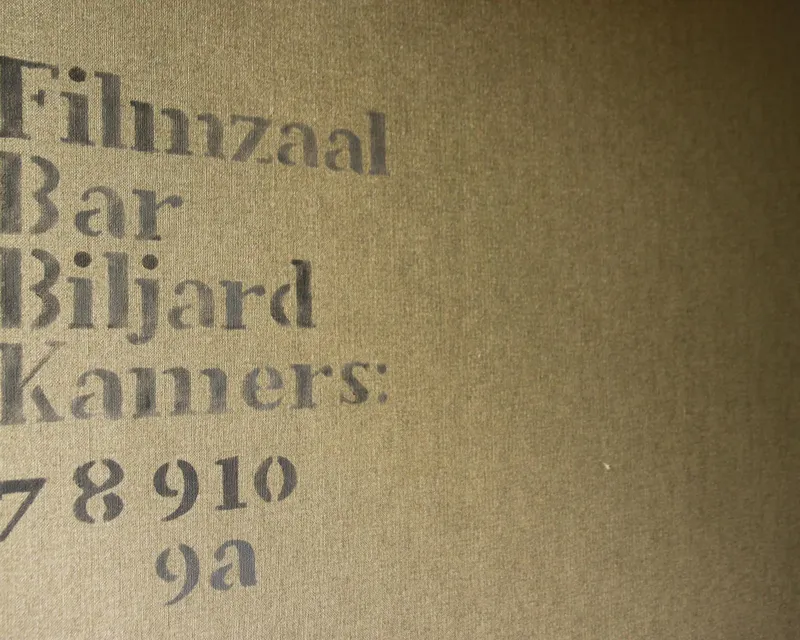 Filmzaal
Bar
Biljard
Kamers:
7 8 9 10
9a